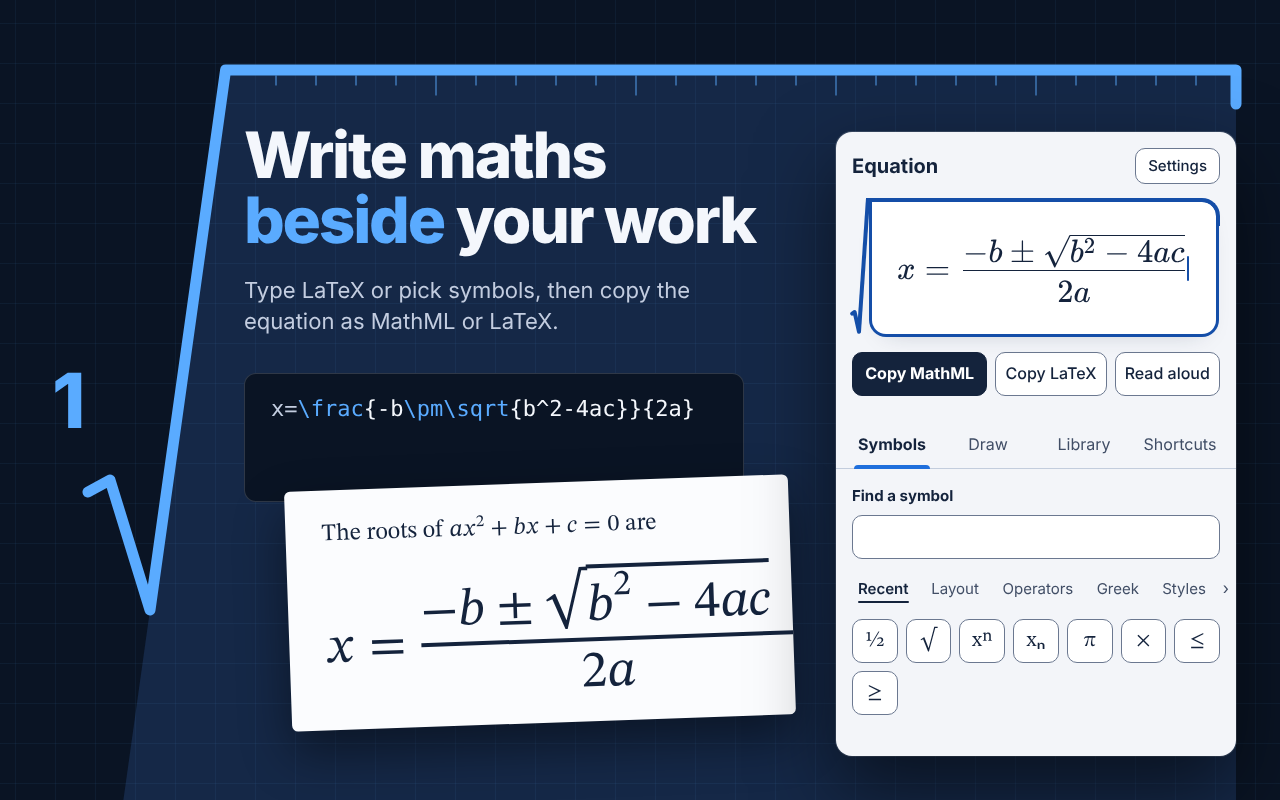 Write maths
beside your work
Type LaTeX or pick symbols, then copy the
equation as MathML or LaTeX.
1
x=\frac{-b\pm\sqrt{b^2-4ac}}{2a}
The roots of ax² + bx + c = 0 are
x = −b ± √b² − 4ac
2a
Equation
Settings
x = −b ± √b² − 4ac
2a
Copy MathML
Copy LaTeX
Read aloud
Symbols
Draw
Library
Shortcuts
Find a symbol
Recent
Layout
Operators
Greek
Styles
›
½ √ xⁿ xₙ π × ≤
≥